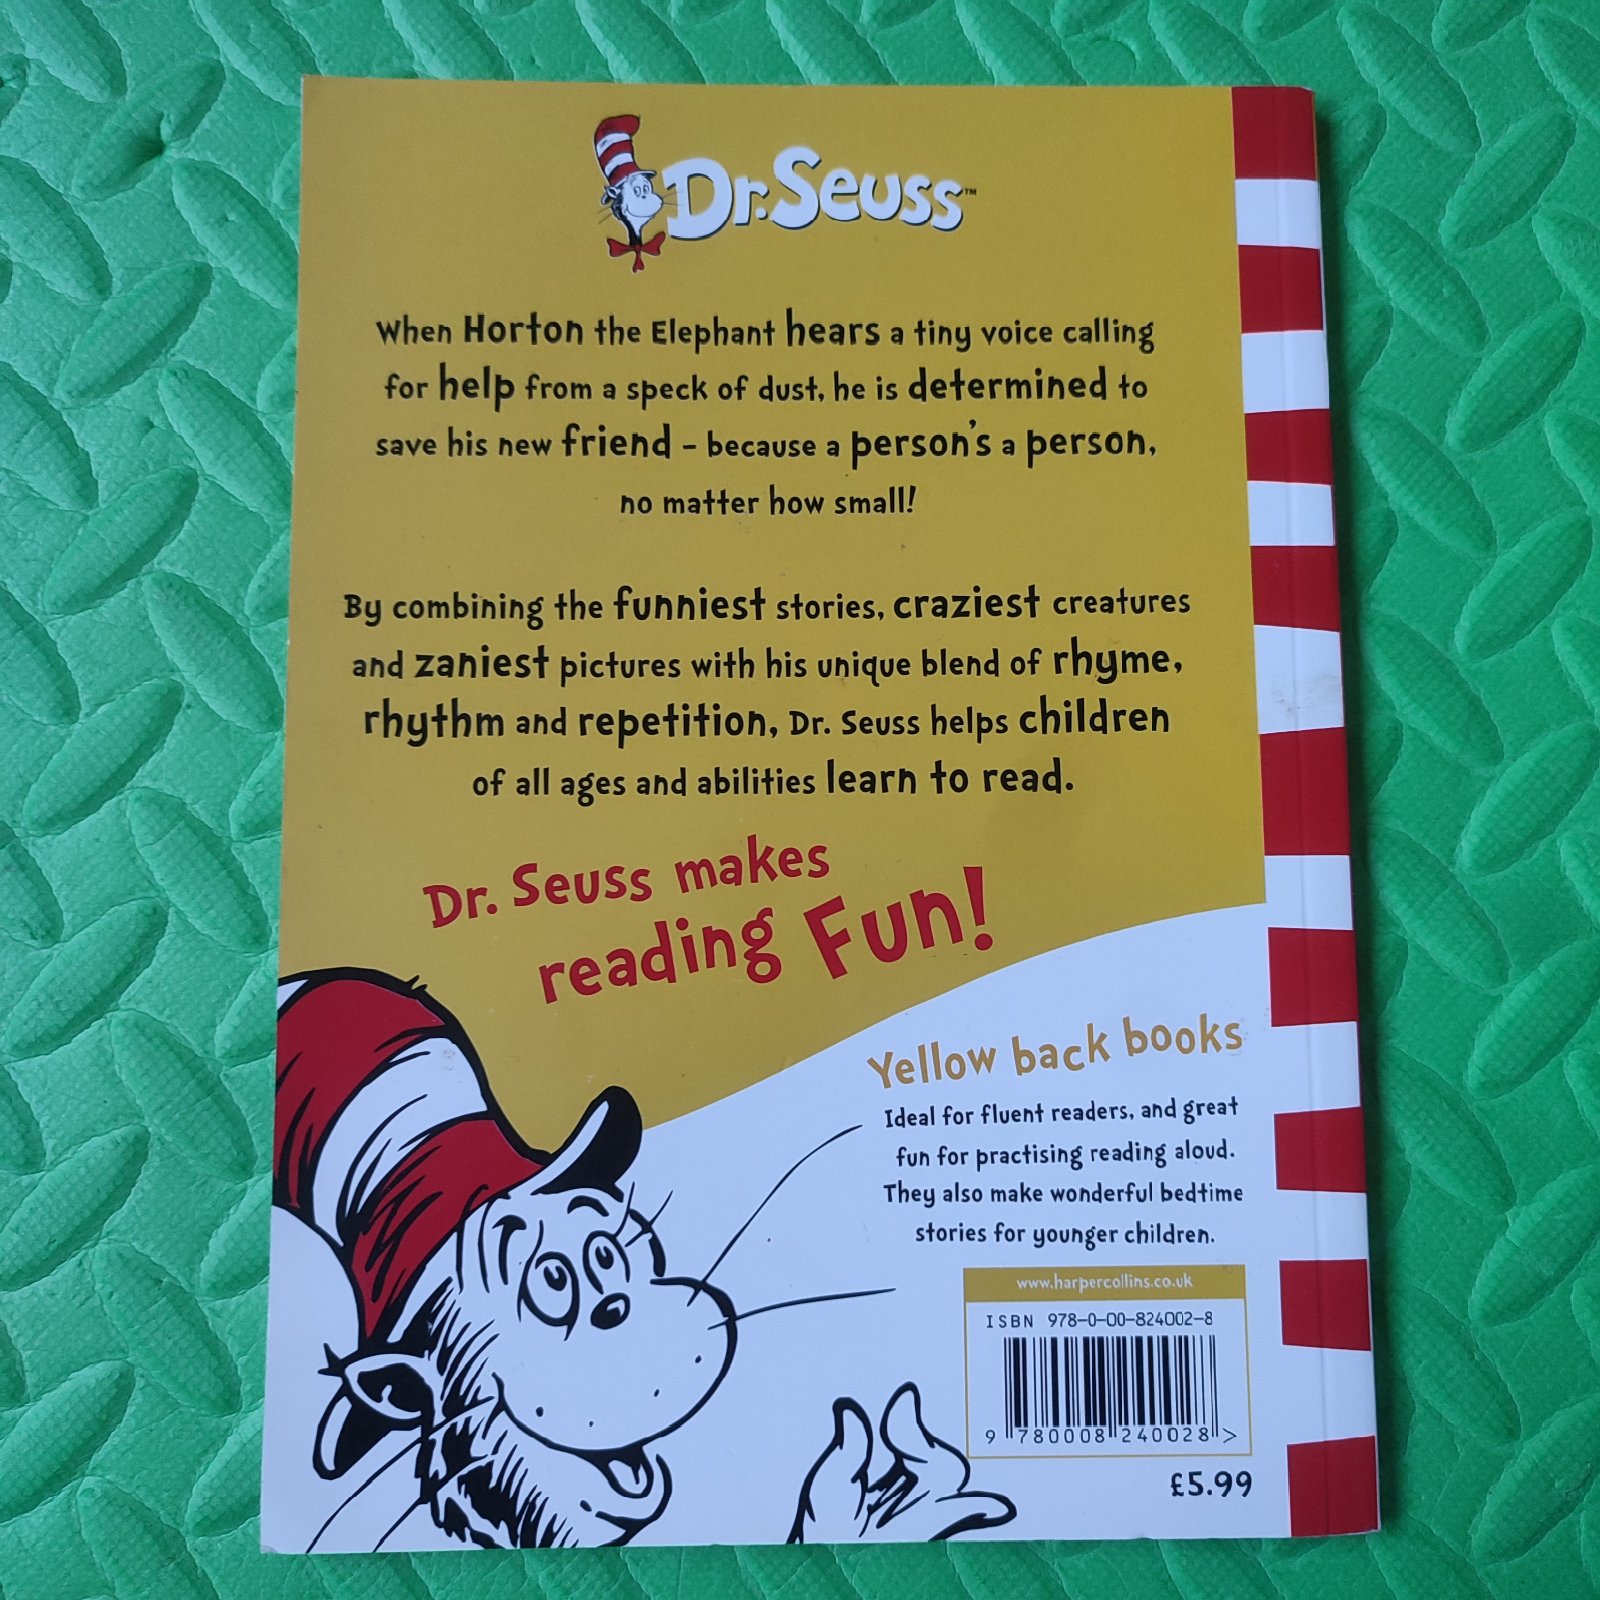 Dr. Seuss™
When Horton the Elephant hears a tiny voice calling
for help from a speck of dust, he is determined to
save his new friend – because a person's a person,
no matter how small!
By combining the funniest stories, craziest creatures
and zaniest pictures with his unique blend of rhyme,
rhythm and repetition, Dr. Seuss helps children
of all ages and abilities learn to read.
Dr. Seuss makes
reading Fun!
Yellow back books
Ideal for fluent readers, and great
fun for practising reading aloud.
They also make wonderful bedtime
stories for younger children.
www.harpercollins.co.uk
ISBN 978-0-00-824002-8
9 780008 240028 >
£5.99